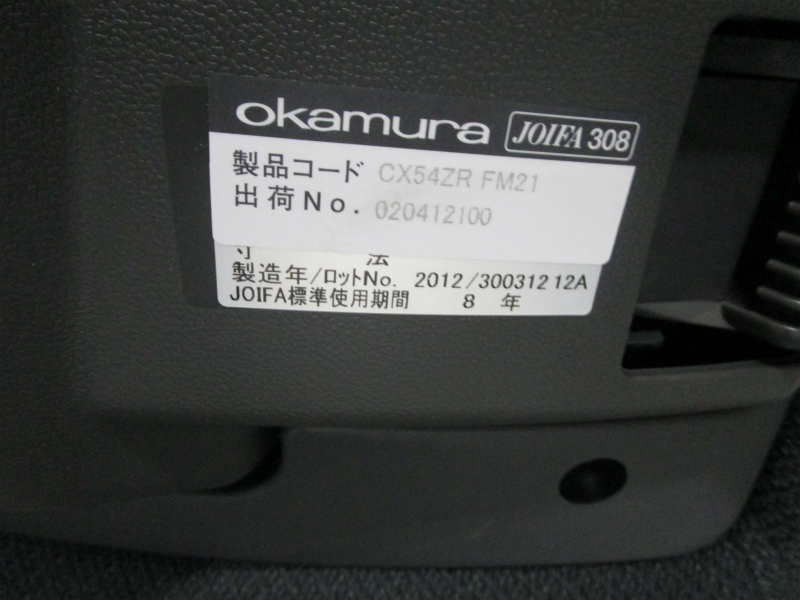 okamura JOIFA 308
製品コード CX54ZR FM21
出荷No. 020412100
寸 法
製造年/ロットNo. 2012/30031212A
JOIFA標準使用期間 8 年